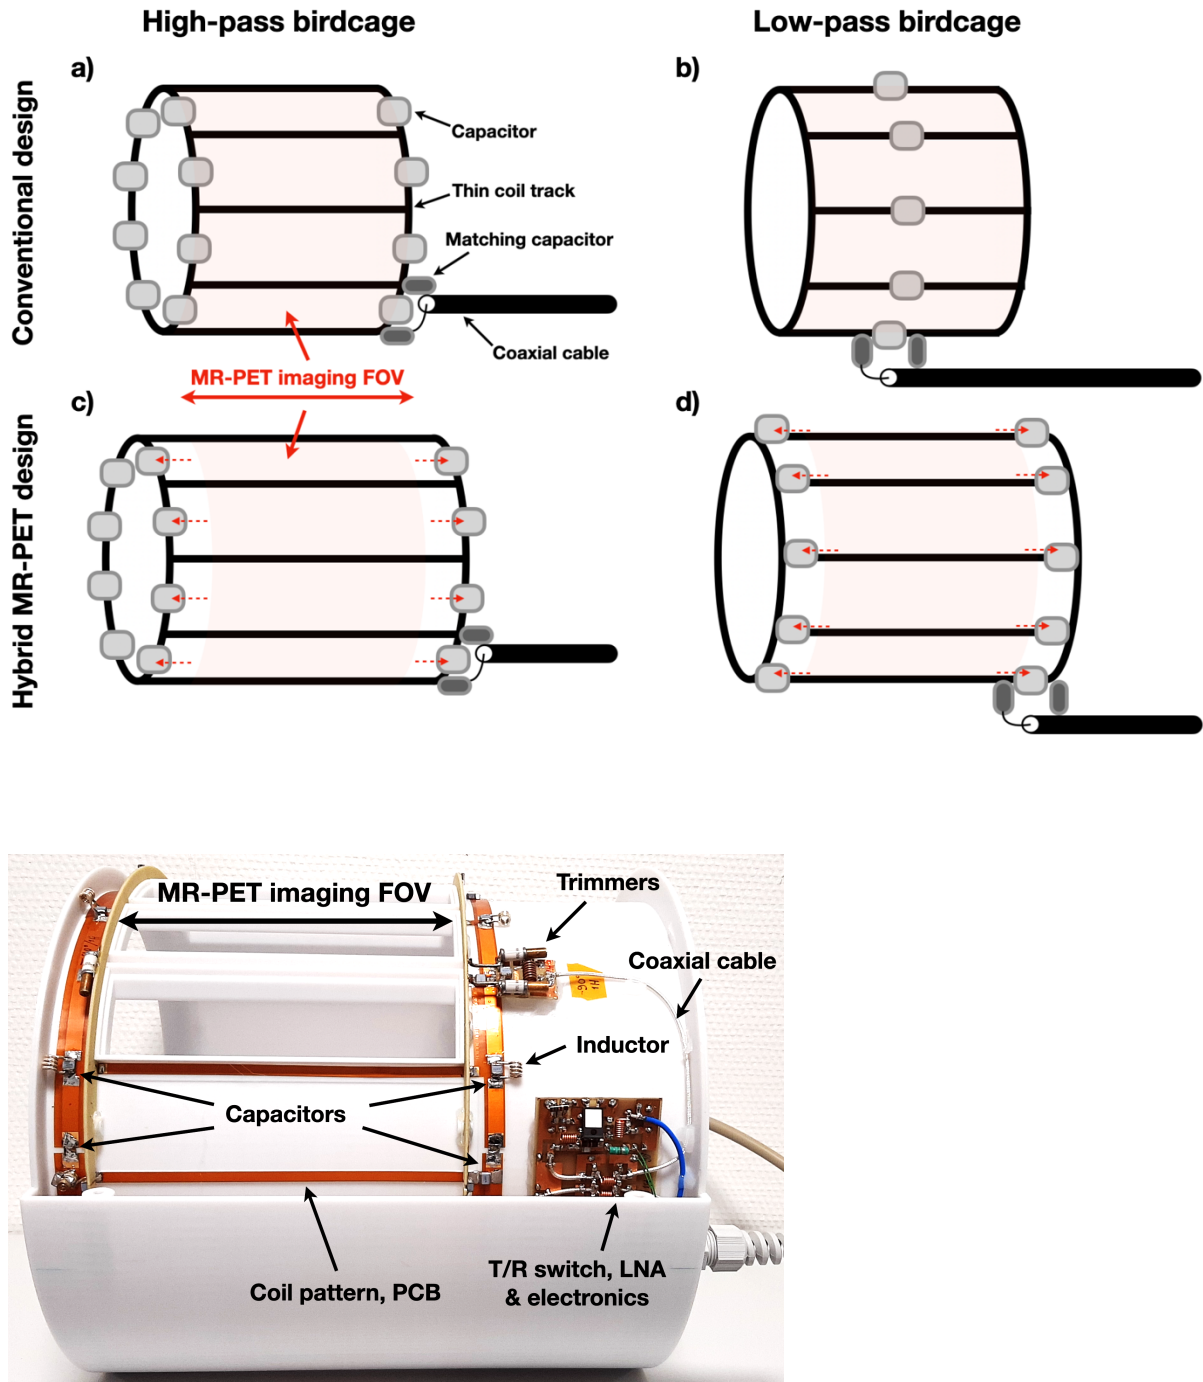 High-pass birdcage
Low-pass birdcage
Conventional design
a)
b)
Capacitor
Thin coil track
Matching capacitor
Coaxial cable
MR-PET imaging FOV
Hybrid MR-PET design
c)
d)
MR-PET imaging FOV
Trimmers
Coaxial cable
Inductor
Capacitors
Coil pattern, PCB
T/R switch, LNA
& electronics